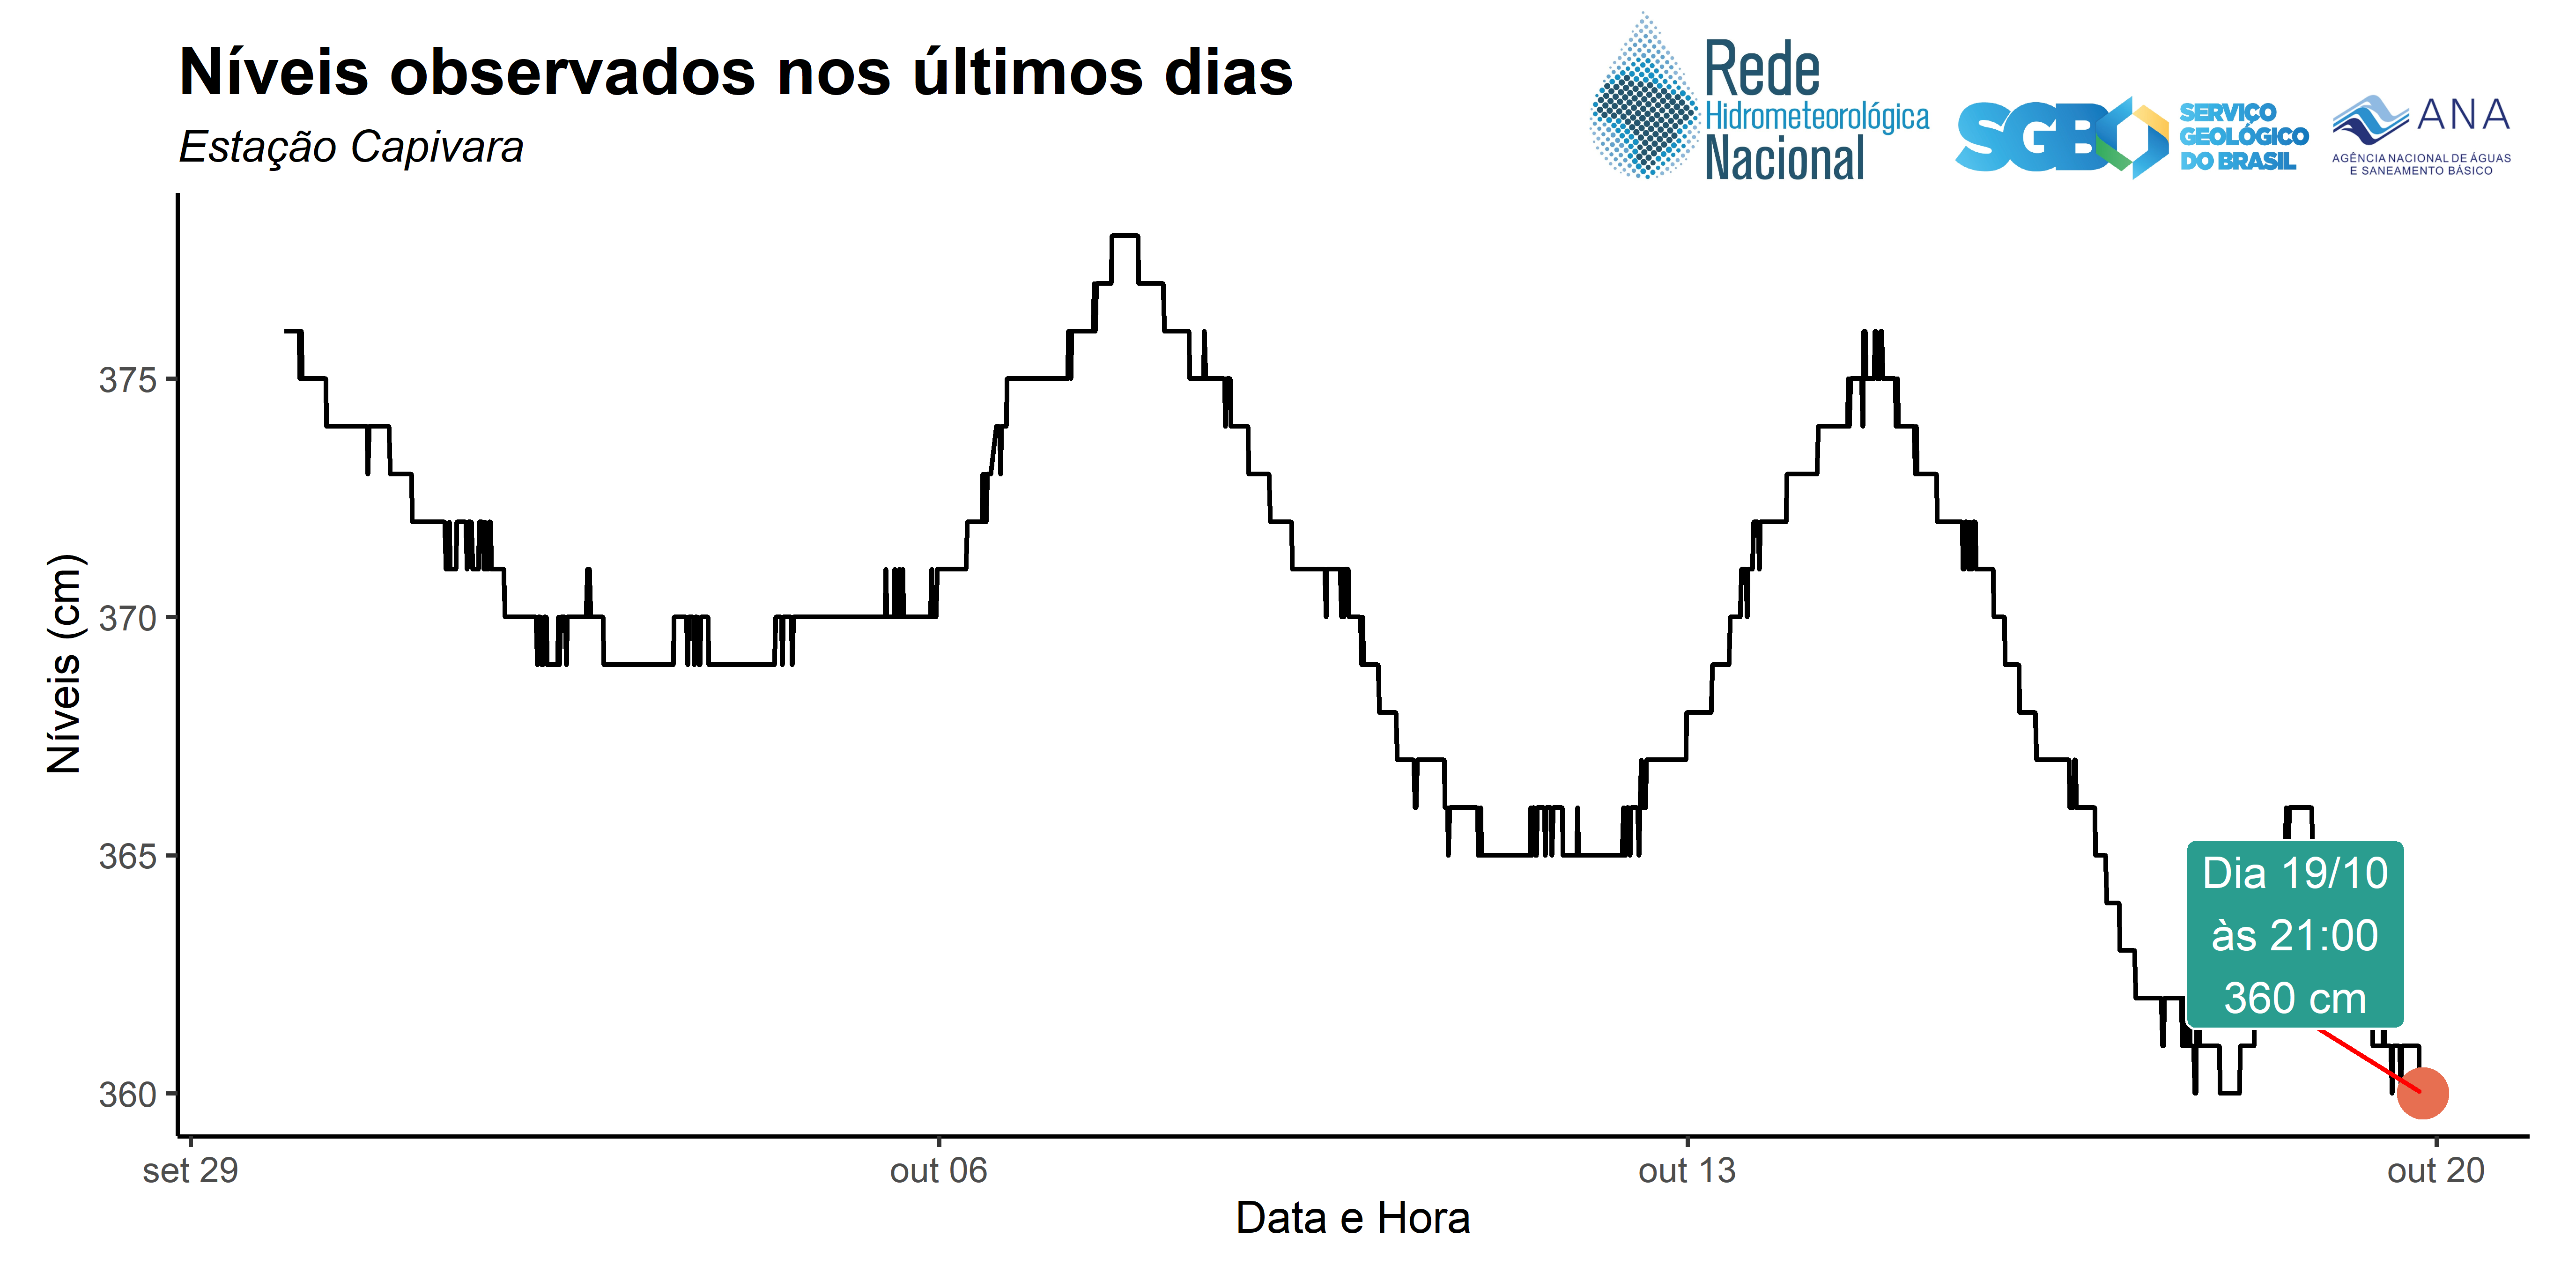 Níveis observados nos últimos dias
Estação Capivara
Rede
Hidrometeorológica
Nacional
SGB
SERVIÇO
GEOLÓGICO
DO BRASIL
ANA
AGÊNCIA NACIONAL DE ÁGUAS
E SANEAMENTO BÁSICO
Níveis (cm)
375
370
365
360
Dia 19/10
às 21:00
360 cm
set 29
out 06
out 13
out 20
Data e Hora